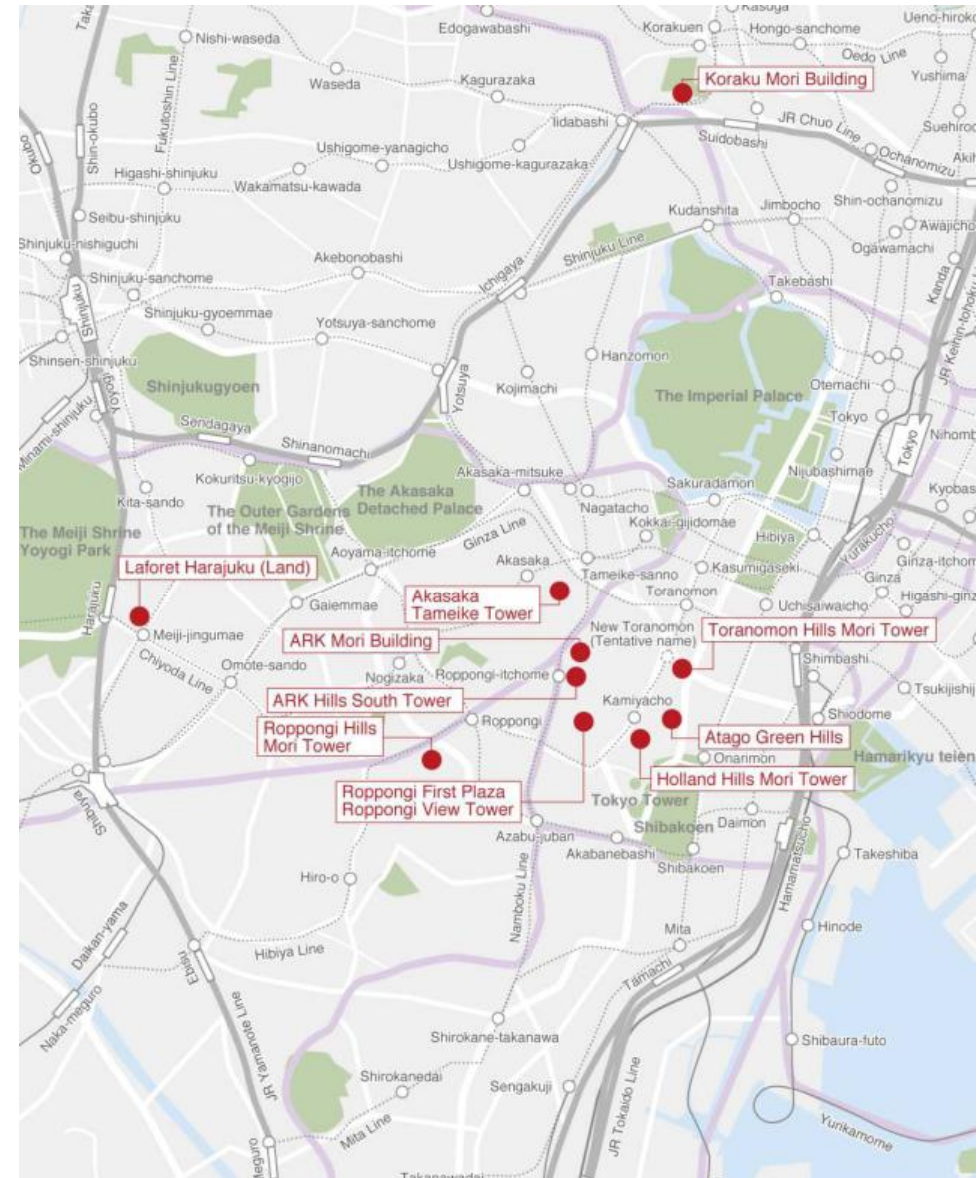 Kasuga
Edogawabashi
Korakuen
Hongo-sanchome
Nishi-waseda
Oedo Line
Yushima
Waseda
Kagurazaka
Koraku Mori Building
Fukutoshin Line
Shin-okubo
Okubo
Iidabashi
JR Chuo Line
Suidobashi
Ushigome-yanagicho
Ushigome-kagurazaka
Ochanomizu
Higashi-shinjuku
Wakamatsu-kawada
Shin-ochanomizu
Seibu-shinjuku
Kudanshita
Jimbocho
Awajicho
Shinjuku-nishiguchi
Akebonobashi
Shinjuku Line
Ogawamachi
Ichigaya
Shinjuku-sanchome
Takebashi
Kanda
JR Keihin-tohoku
Shinjuku
Shinjuku-gyoemmae
Yotsuya-sanchome
Hanzomon
Shinsen-shinjuku
Shinjukugyoen
Kojimachi
Yotsuya
The Imperial Palace
Otemachi
Yoyogi
Minami-shinjuku
Sendagaya
Tokyo
Tokyo
Shinanomachi
Nijubashimae
Kokuritsu-kyogijo
Akasaka-mitsuke
Sakuradamon
Kita-sando
The Akasaka
Detached Palace
Nagatacho
The Outer Gardens
of the Meiji Shrine
Kokkai-gijidomae
Hibiya
Yurakucho
The Meiji Shrine
Yoyogi Park
Ginza Line
Aoyama-itchome
Akasaka
Tameike-sanno
Kasumigaseki
Ginza
Laforet Harajuku (Land)
Toranomon
Harajuku
Gaiemmae
Akasaka
Tameike Tower
Uchisaiwaicho
Meiji-jingumae
ARK Mori Building
New Toranomon
(Tentative name)
Toranomon Hills Mori Tower
Chiyoda Line
Omote-sando
Nogizaka
Roppongi-itchome
Shimbashi
ARK Hills South Tower
Kamiyacho
Tsukijishij
Roppongi Hills
Mori Tower
Roppongi
Shiodome
Atago Green Hills
Onarimon
Hamarikyu teien
Holland Hills Mori Tower
Roppongi First Plaza
Roppongi View Tower
Tokyo Tower
Shibuya
Shibakoen
Daimon
Azabu-juban
Akabanebashi
Shibakoen
Hamamatsucho
Takeshiba
Hiro-o
Namboku Line
Daikan-yama
Hibiya Line
Mita
Hinode
Ebisu
Tamachi
Naka-meguro
JR Yamanote Line
Shirokane-takanawa
Shibaura-futo
Shirokanedai
Sengakuji
JR Tokaido Line
Mita Line
Yurikamome